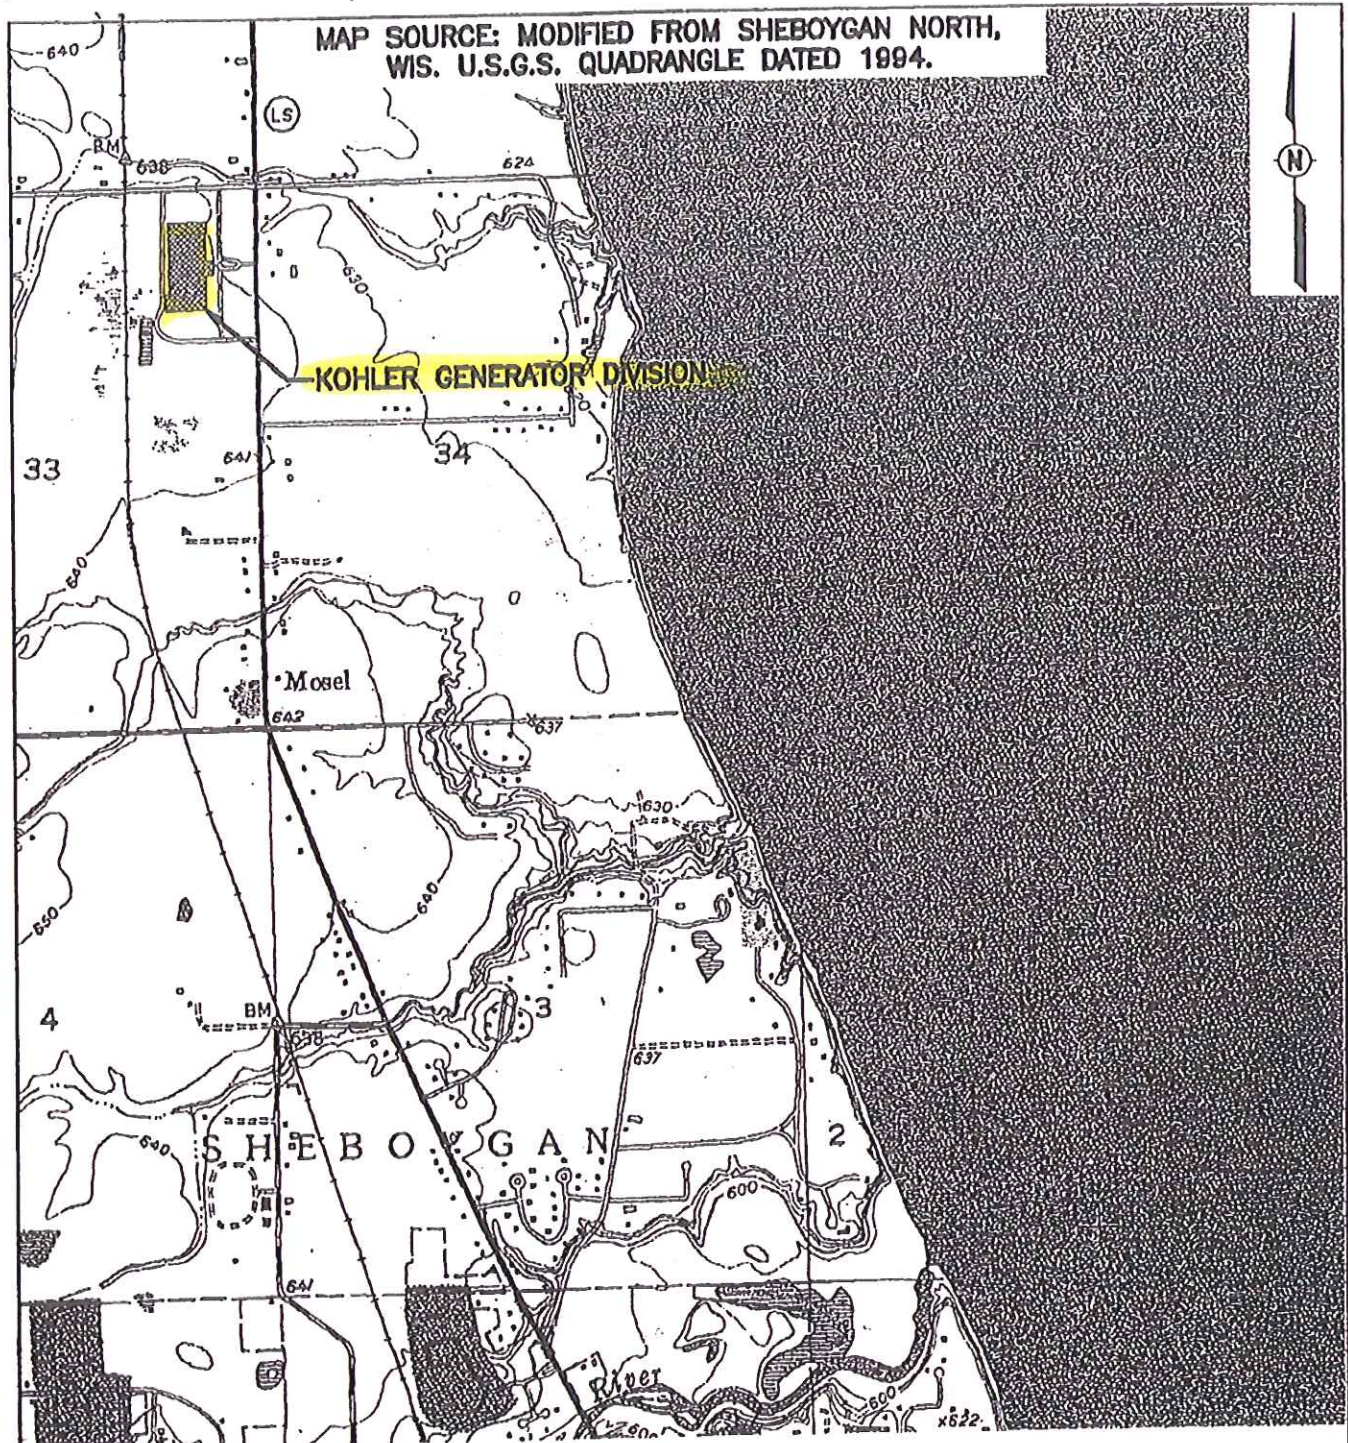 MAP SOURCE: MODIFIED FROM SHEBOYGAN NORTH,
WIS. U.S.G.S. QUADRANGLE DATED 1994.
640
LS
N
BM
638
624
630
KOHLER GENERATOR DIVISION
641
33
34
640
Mosel
642
637
630
640
650
4
BM
638
3
637
640
SHEBOYGAN
2
600
641
River
600
x622